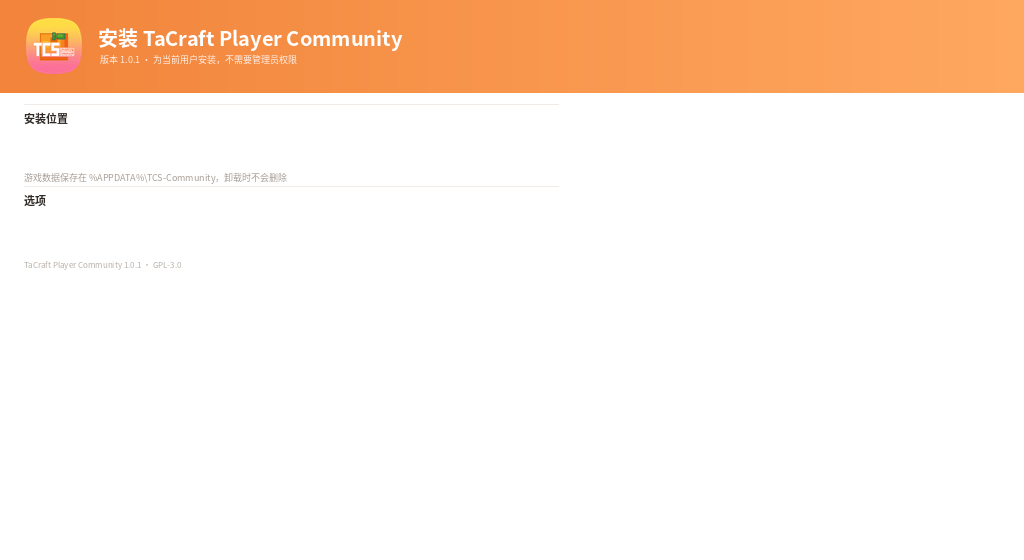 TCS
安装 TaCraft Player Community
版本 1.0.1 · 为当前用户安装，不需要管理员权限
安装位置
游戏数据保存在 %APPDATA%\TCS-Community，卸载时不会删除
选项
TaCraft Player Community 1.0.1 · GPL-3.0